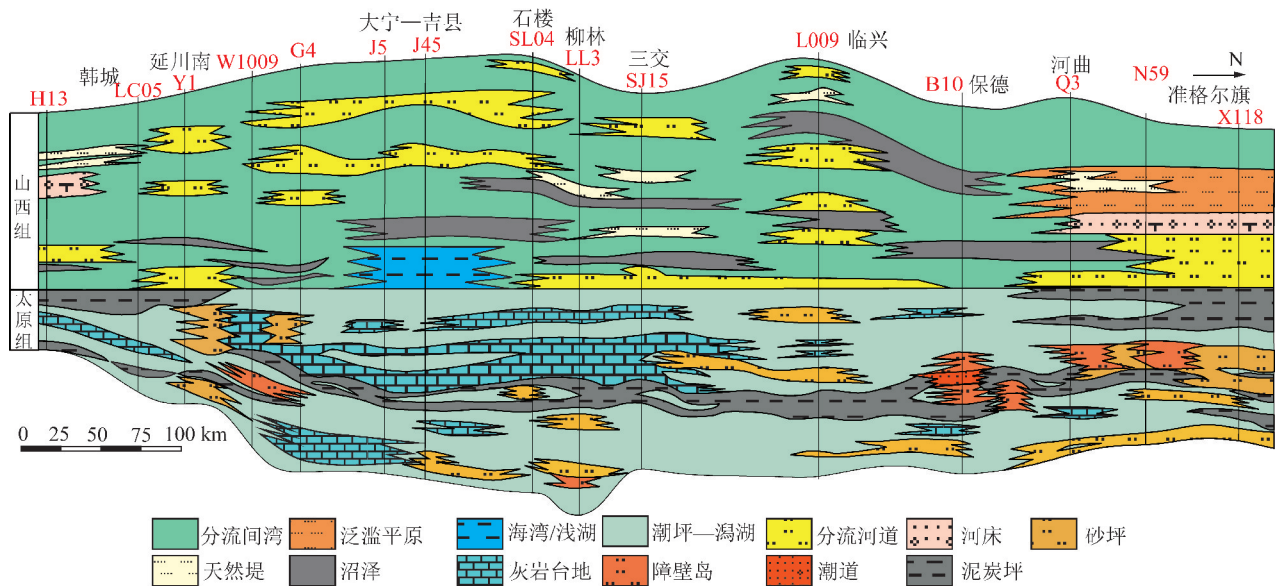 石楼
大宁—吉县
SL04
柳林
L009
临兴
延川南
G4
J5
J45
LL3
三交
韩城
W1009
SJ15
B10
保德
河曲
N59
N
H13
LC05
Y1
Q3
准格尔旗
X118
山西组
太原组
0 25 50 75 100 km
分流间湾
泛滥平原
海湾/浅湖
潮坪—潟湖
分流河道
河床
砂坪
天然堤
沼泽
灰岩台地
障壁岛
潮道
泥炭坪